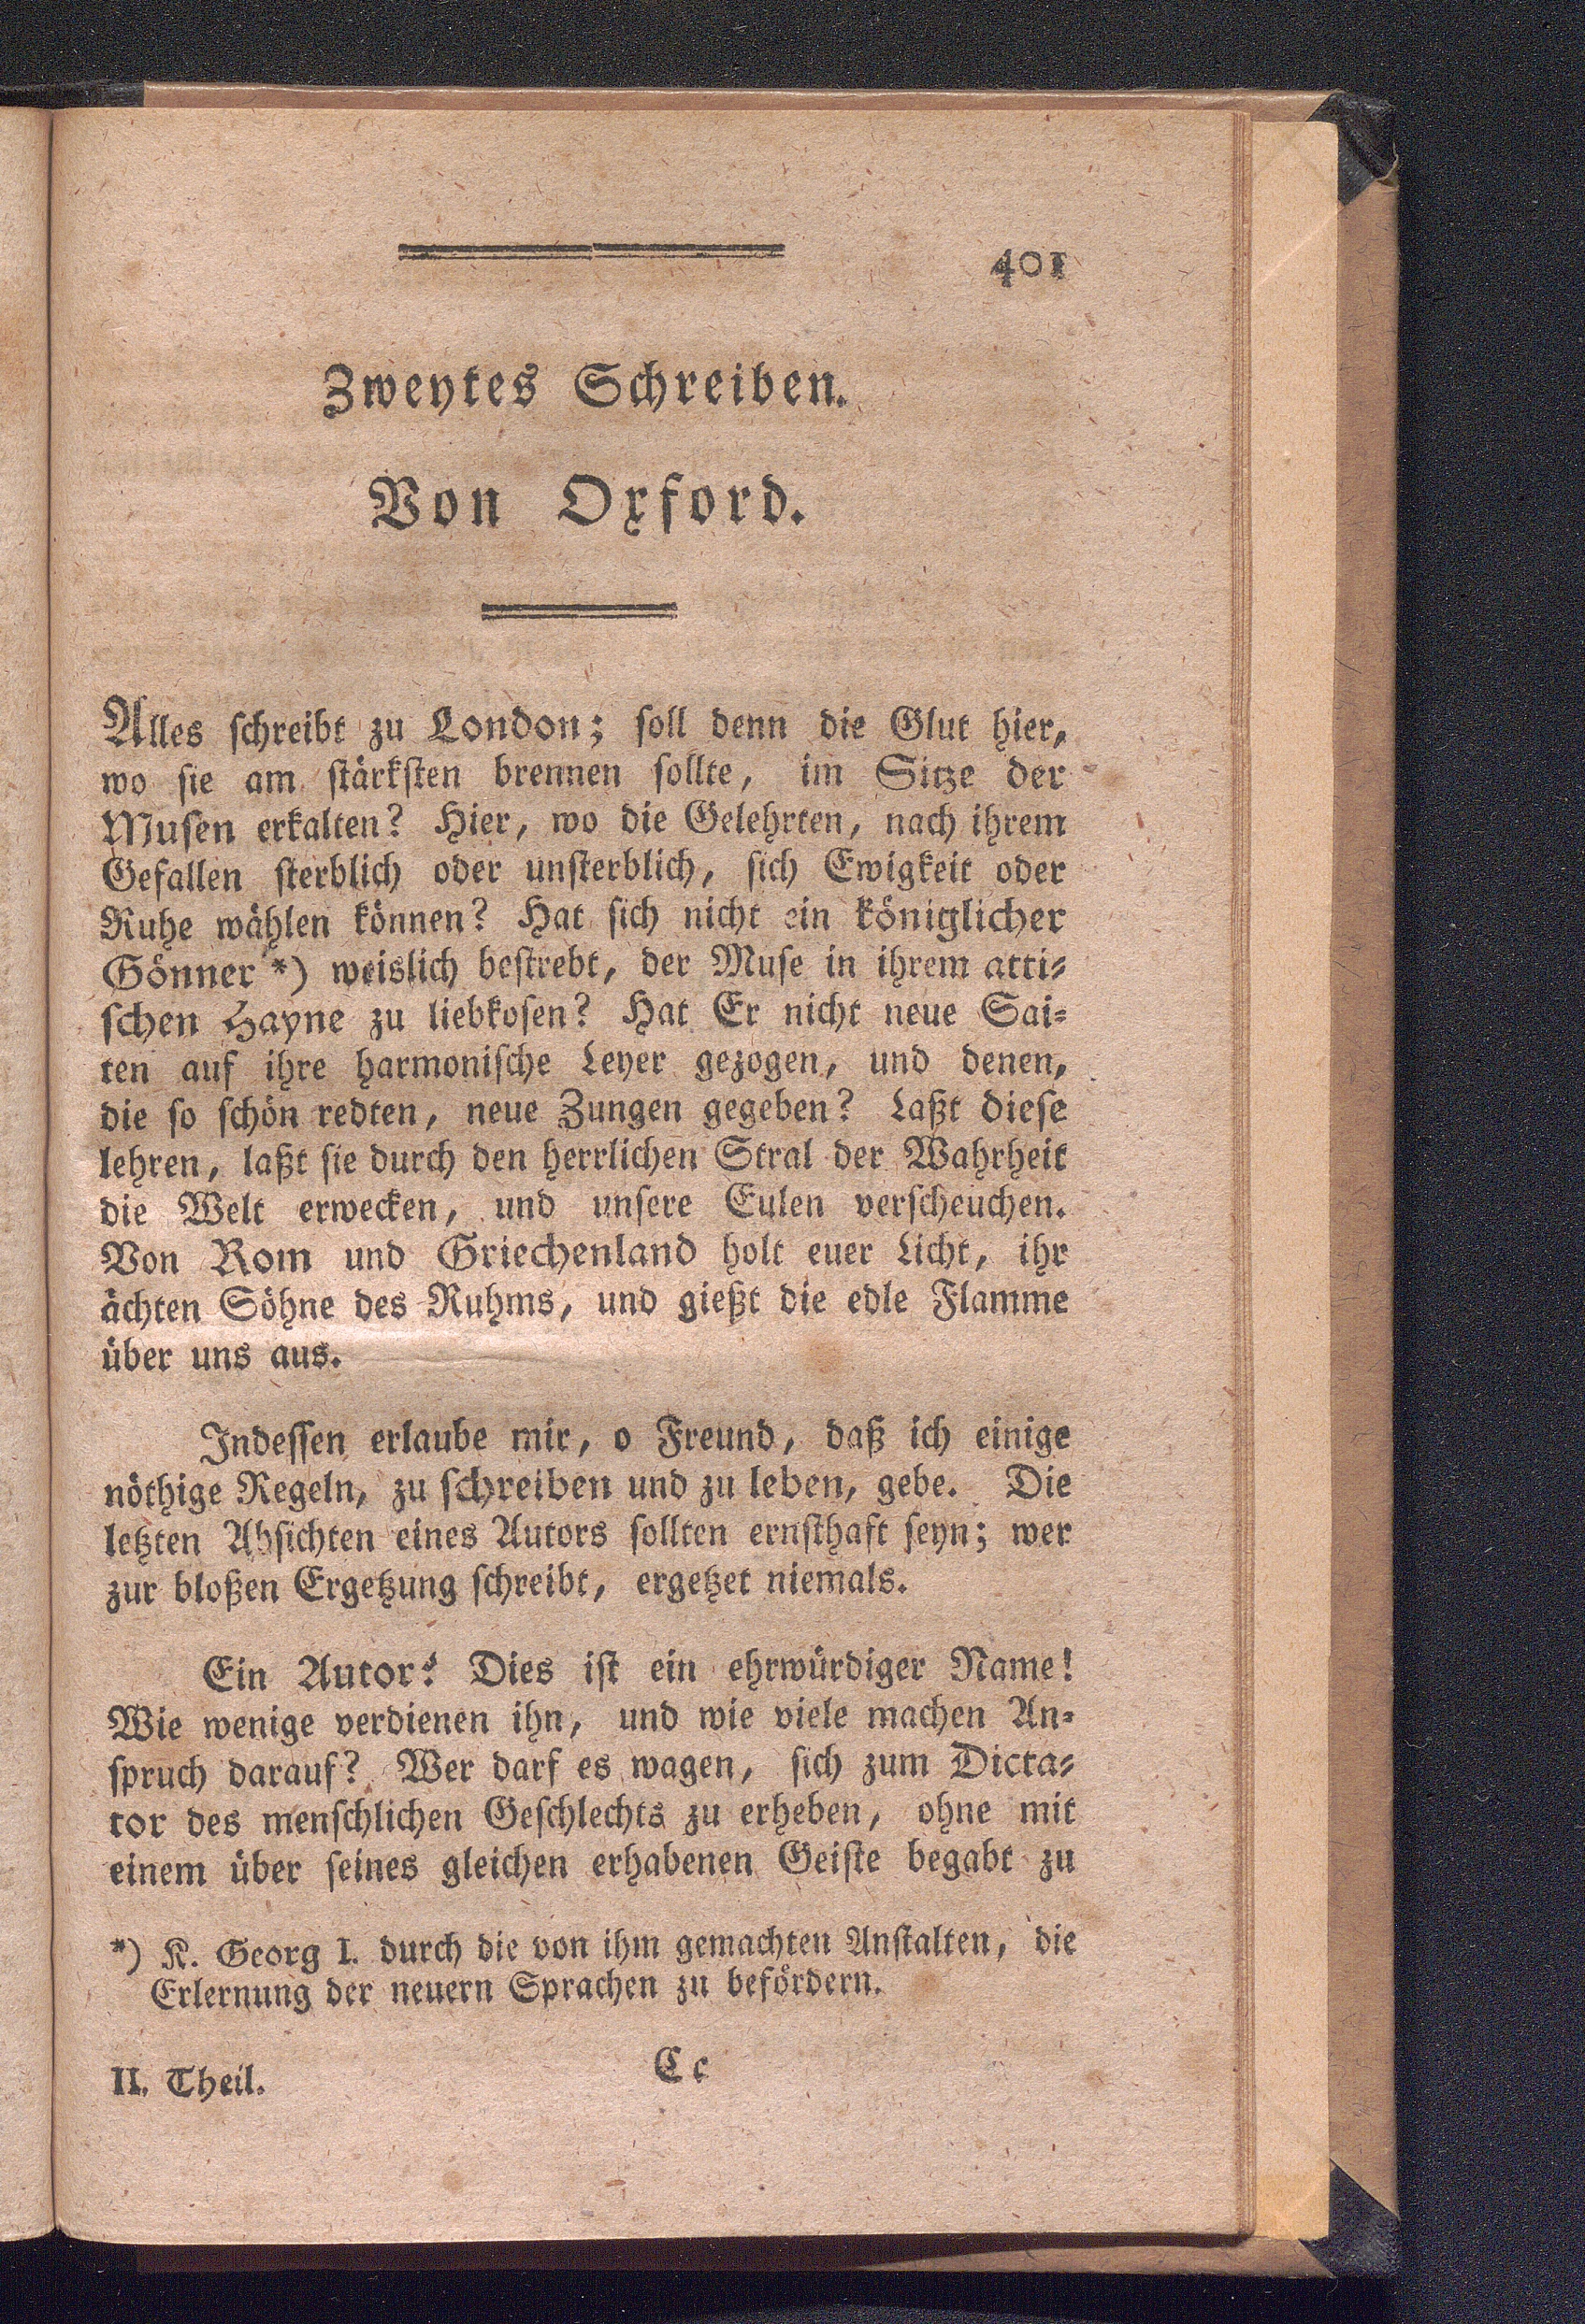 401
Zweytes Schreiben.
Von Oxford.
Alles ſchreibt zu London; ſoll denn die Glut hier,
wo ſie am ſtärkſten brennen ſollte, im Sitze der
Muſen erkalten? Hier, wo die Gelehrten, nach ihrem
Gefallen ſterblich oder unſterblich, ſich Ewigkeit oder
Ruhe wählen können? Hat ſich nicht ein königlicher
Gönner *) weislich beſtrebt, der Muſe in ihrem atti⸗
ſchen Hayne zu liebkoſen? Hat Er nicht neue Sai⸗
ten auf ihre harmoniſche Leyer gezogen, und denen,
die ſo ſchön redten, neue Zungen gegeben? Laßt dieſe
lehren, laßt ſie durch den herrlichen Stral der Wahrheit
die Welt erwecken, und unſere Eulen verſcheuchen.
Von Rom und Griechenland holt euer Licht, ihr
ächten Söhne des Ruhms, und gießt die edle Flamme
über uns aus.
Indeſſen erlaube mir, o Freund, daß ich einige
nöthige Regeln, zu ſchreiben und zu leben, gebe. Die
letzten Abſichten eines Autors ſollten ernſthaft ſeyn; wer
zur bloßen Ergetzung ſchreibt, ergetzet niemals.
Ein Autor! Dies iſt ein ehrwürdiger Name!
Wie wenige verdienen ihn, und wie viele machen An⸗
ſpruch darauf? Wer darf es wagen, ſich zum Dicta⸗
tor des menſchlichen Geſchlechts zu erheben, ohne mit
einem über ſeines gleichen erhabenen Geiſte begabt zu
*) K. Georg I. durch die von ihm gemachten Anſtalten, die
Erlernung der neuern Sprachen zu befördern.
II. Theil. Cc